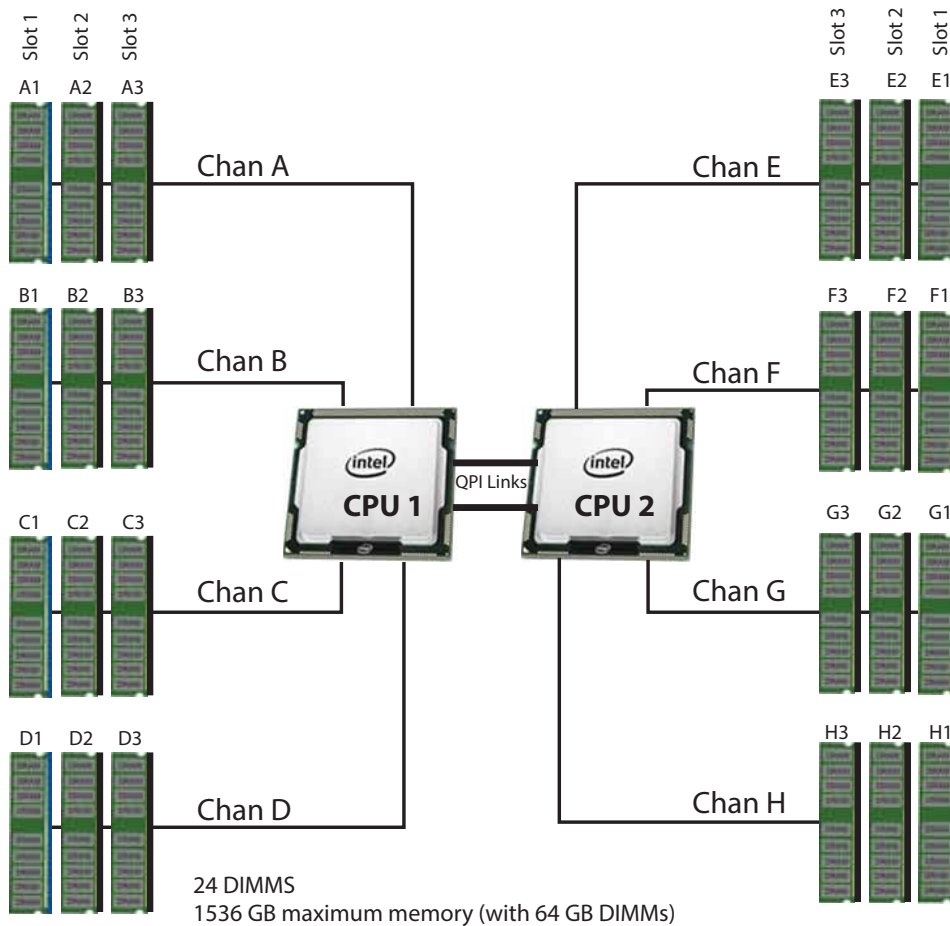 Slot 1 Slot 2 Slot 3
Slot 3 Slot 2 Slot 1
A1 A2 A3
E3 E2 E1
Chan A
Chan E
B1 B2 B3
F3 F2 F1
Chan B
Chan F
intel
CPU 1
QPI Links
intel
CPU 2
C1 C2 C3
G3 G2 G1
Chan C
Chan G
D1 D2 D3
H3 H2 H1
Chan D
Chan H
24 DIMMS
1536 GB maximum memory (with 64 GB DIMMs)